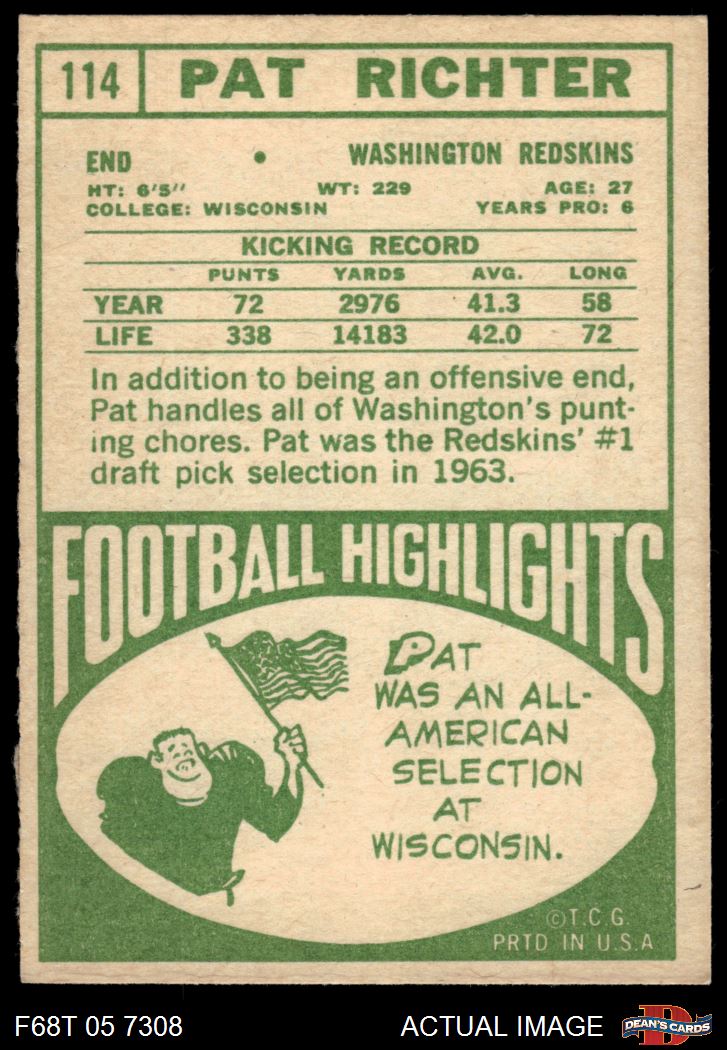 114 PAT RICHTER
END • WASHINGTON REDSKINS
HT: 6'5" WT: 229 AGE: 27
COLLEGE: WISCONSIN YEARS PRO: 6
KICKING RECORD
PUNTS YARDS AVG. LONG
YEAR 72 2976 41.3 58
LIFE 338 14183 42.0 72
In addition to being an offensive end,
Pat handles all of Washington's punt-
ing chores. Pat was the Redskins' #1
draft pick selection in 1963.
FOOTBALL HIGHLIGHTS
PAT
WAS AN ALL-
AMERICAN
SELECTION
AT
WISCONSIN.
©T.C.G.
PRTD IN U.S.A
F68T 05 7308 ACTUAL IMAGE DEAN'S CARDS